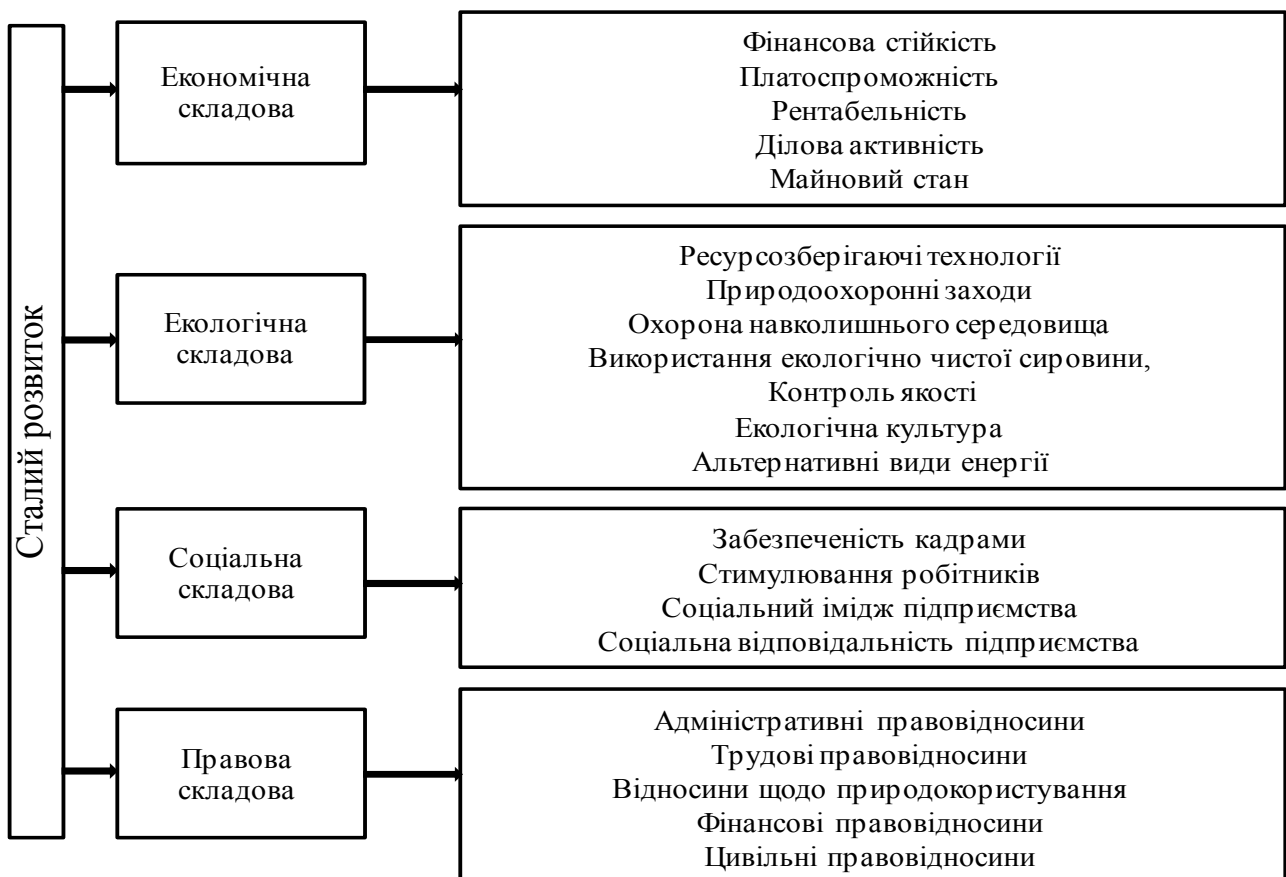 Сталий розвиток
Економічна
складова
Фінансова стійкість
Платоспроможність
Рентабельність
Ділова активність
Майновий стан
Екологічна
складова
Ресурсозберігаючі технології
Природоохоронні заходи
Охорона навколишнього середовища
Використання екологічно чистої сировини,
Контроль якості
Екологічна культура
Альтернативні види енергії
Соціальна
складова
Забезпеченість кадрами
Стимулювання робітників
Соціальний імідж підприємства
Соціальна відповідальність підприємства
Правова
складова
Адміністративні правовідносини
Трудові правовідносини
Відносини щодо природокористування
Фінансові правовідносини
Цивільні правовідносини